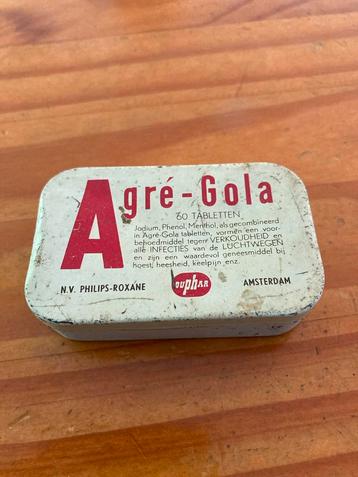 Agré-Gola
60 TABLETTEN
Jodium, Phenol, Menthol, als gecombineerd
in Agré-Gola tabletten, vormen een voor-
behoedmiddel tegen VERKOUDHEID en
alle INFECTIES van de LUCHTWEGEN
en zijn een waardevol geneesmiddel bij
hoest, heesheid, keelpijn enz.
N.V. PHILIPS-ROXANE DUPHAR AMSTERDAM